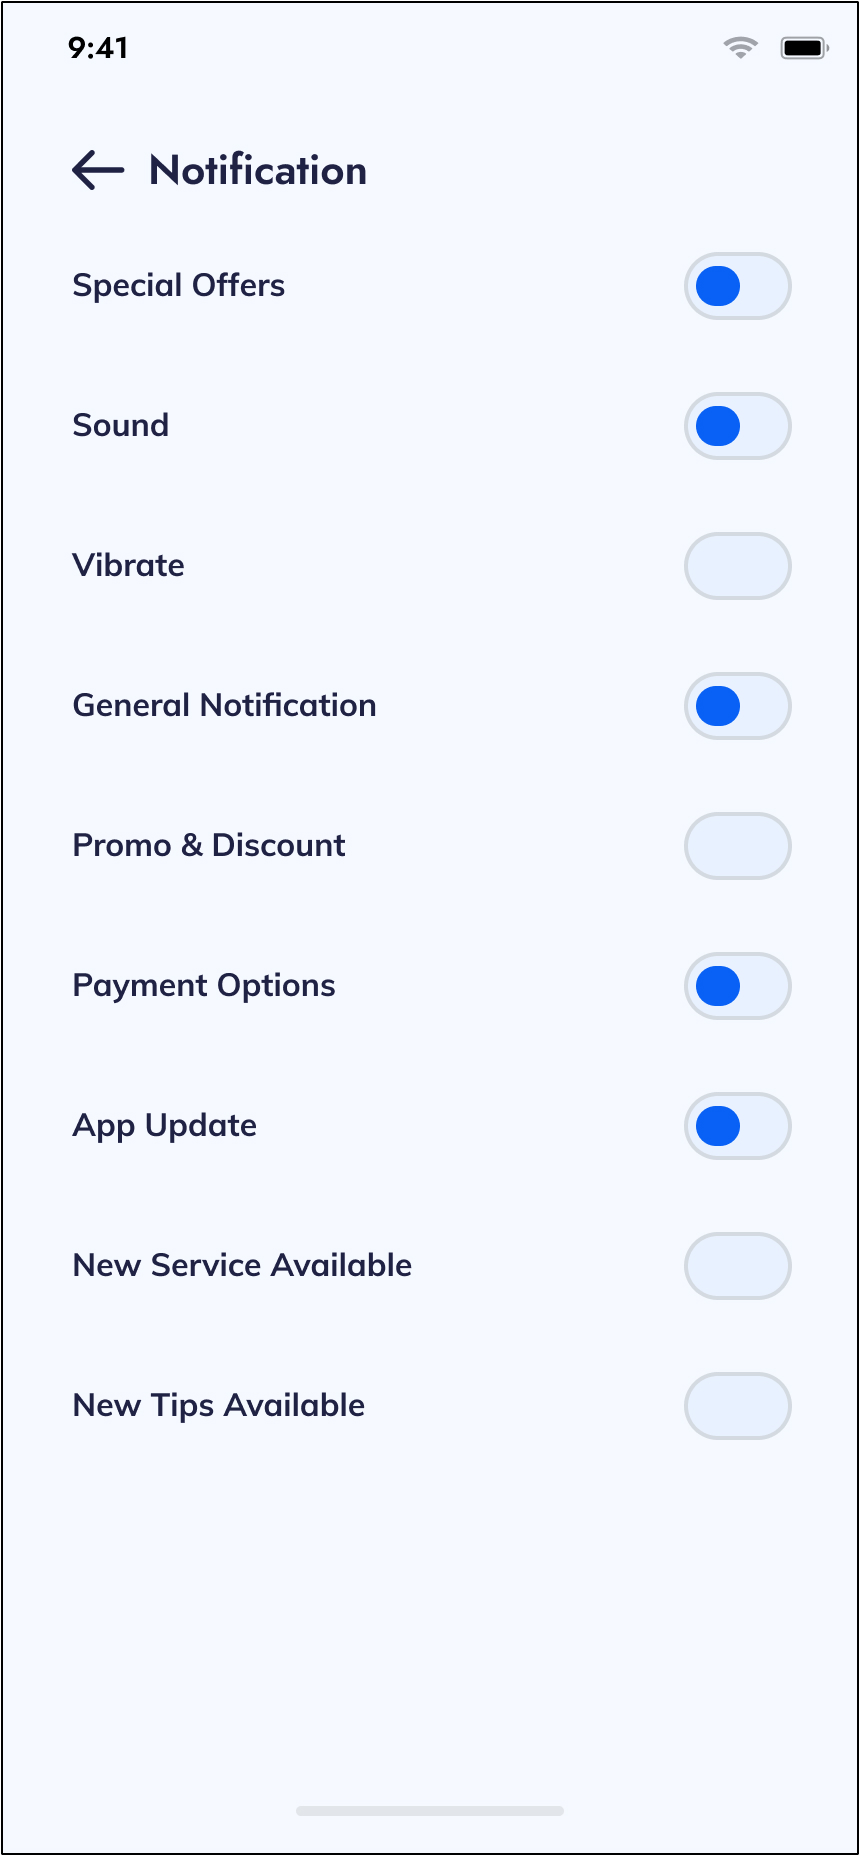 9:41
Notification
Special Offers
Sound
Vibrate
General Notification
Promo & Discount
Payment Options
App Update
New Service Available
New Tips Available